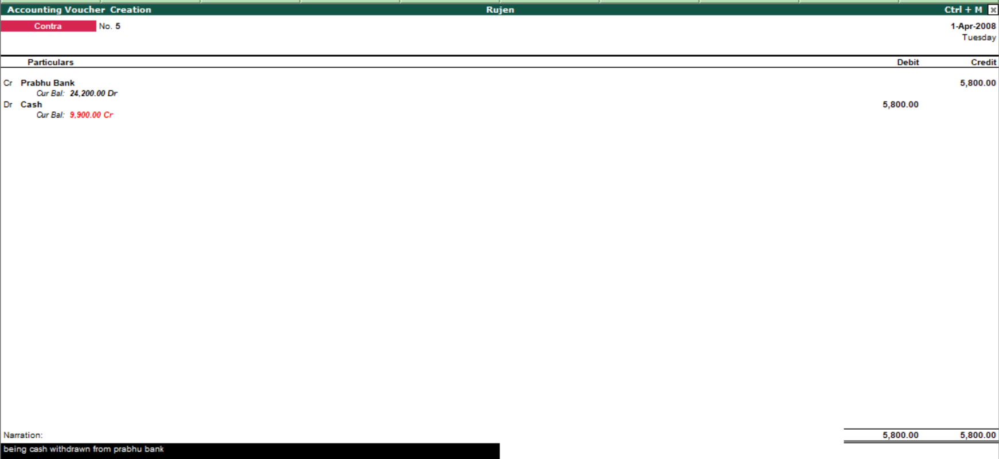 Accounting Voucher Creation Rujen Ctrl + M
Contra No. 5 1-Apr-2008
Tuesday
Particulars Debit Credit
Cr Prabhu Bank 5,800.00
Cur Bal: 24,200.00 Dr
Dr Cash 5,800.00
Cur Bal: 9,900.00 Cr
Narration: 5,800.00 5,800.00
being cash withdrawn from prabhu bank